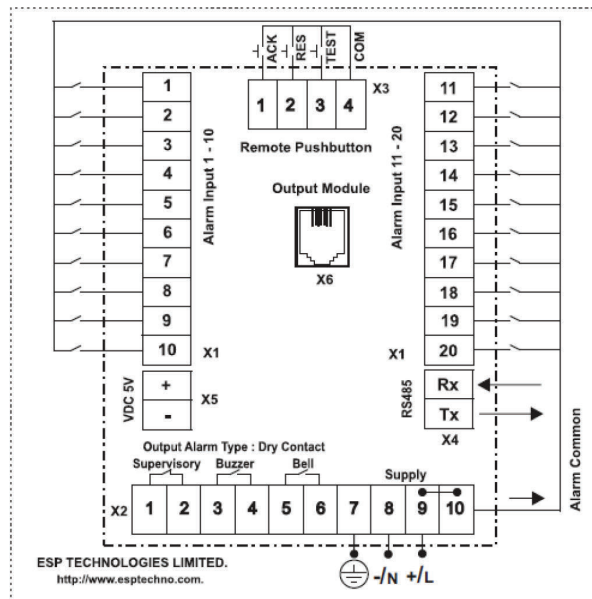 ACK
RES
TEST
COM
1 2 3 4
X3
Remote Pushbutton
1
2
3
4
5
6
7
8
9
10
Alarm Input 1 - 10
X1
Output Module
X6
11
12
13
14
15
16
17
18
19
20
Alarm Input 11 - 20
X1
+
-
VDC 5V
X5
Rx
Tx
RS485
X4
Alarm Common
Output Alarm Type : Dry Contact
Supervisory Buzzer Bell Supply
X2 1 2 3 4 5 6 7 8 9 10
-/N +/L
ESP TECHNOLOGIES LIMITED.
http://www.esptechno.com.